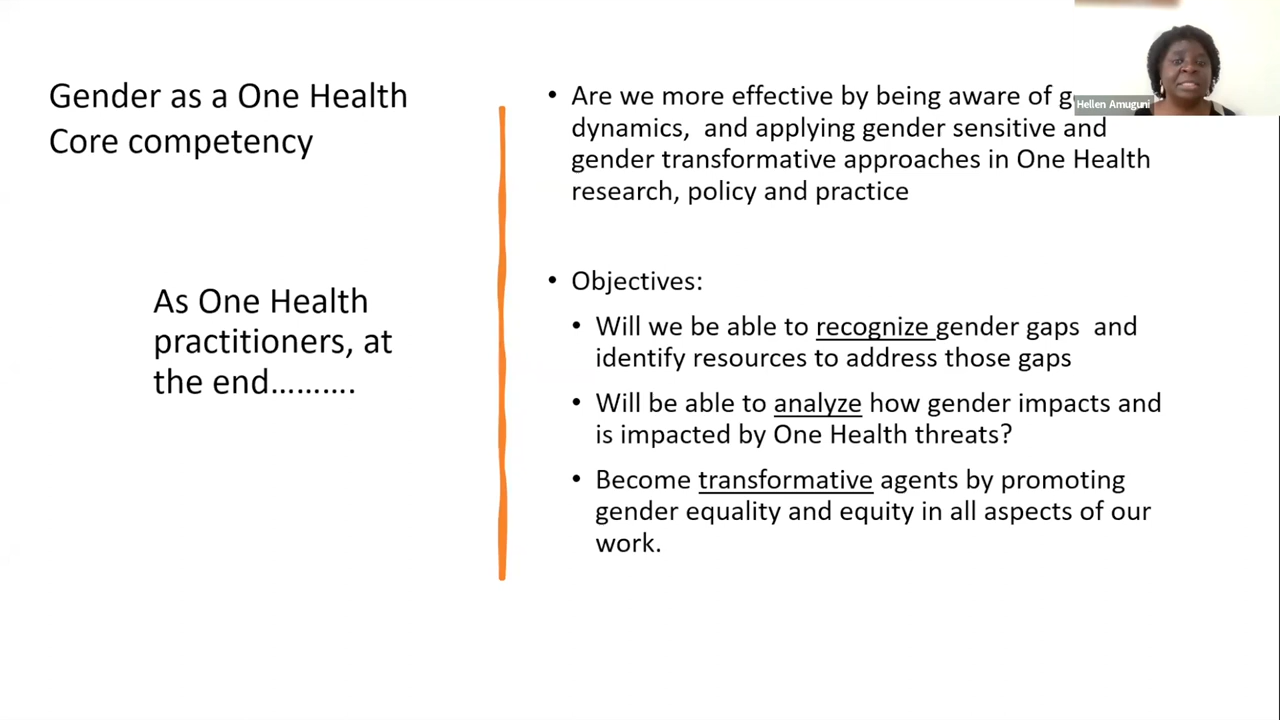 Gender as a One Health
Core competency
As One Health
practitioners, at
the end……….
• Are we more effective by being aware of
dynamics,  and applying gender sensitive and
gender transformative approaches in One Health
research, policy and practice
• Objectives:
• Will we be able to recognize gender gaps  and
identify resources to address those gaps
• Will be able to analyze how gender impacts and
is impacted by One Health threats?
• Become transformative agents by promoting
gender equality and equity in all aspects of our
work.
Hellen Amuguni